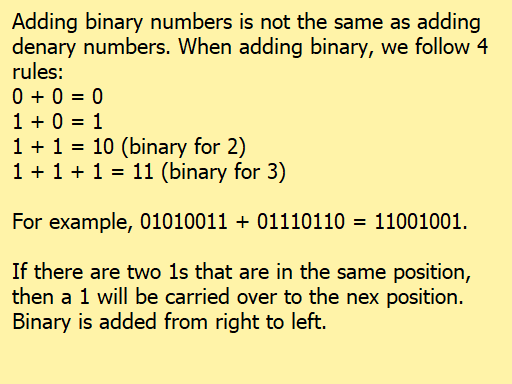 Adding binary numbers is not the same as adding
denary numbers. When adding binary, we follow 4
rules:
0 + 0 = 0
1 + 0 = 1
1 + 1 = 10 (binary for 2)
1 + 1 + 1 = 11 (binary for 3)
For example, 01010011 + 01110110 = 11001001.
If there are two 1s that are in the same position,
then a 1 will be carried over to the nex position.
Binary is added from right to left.